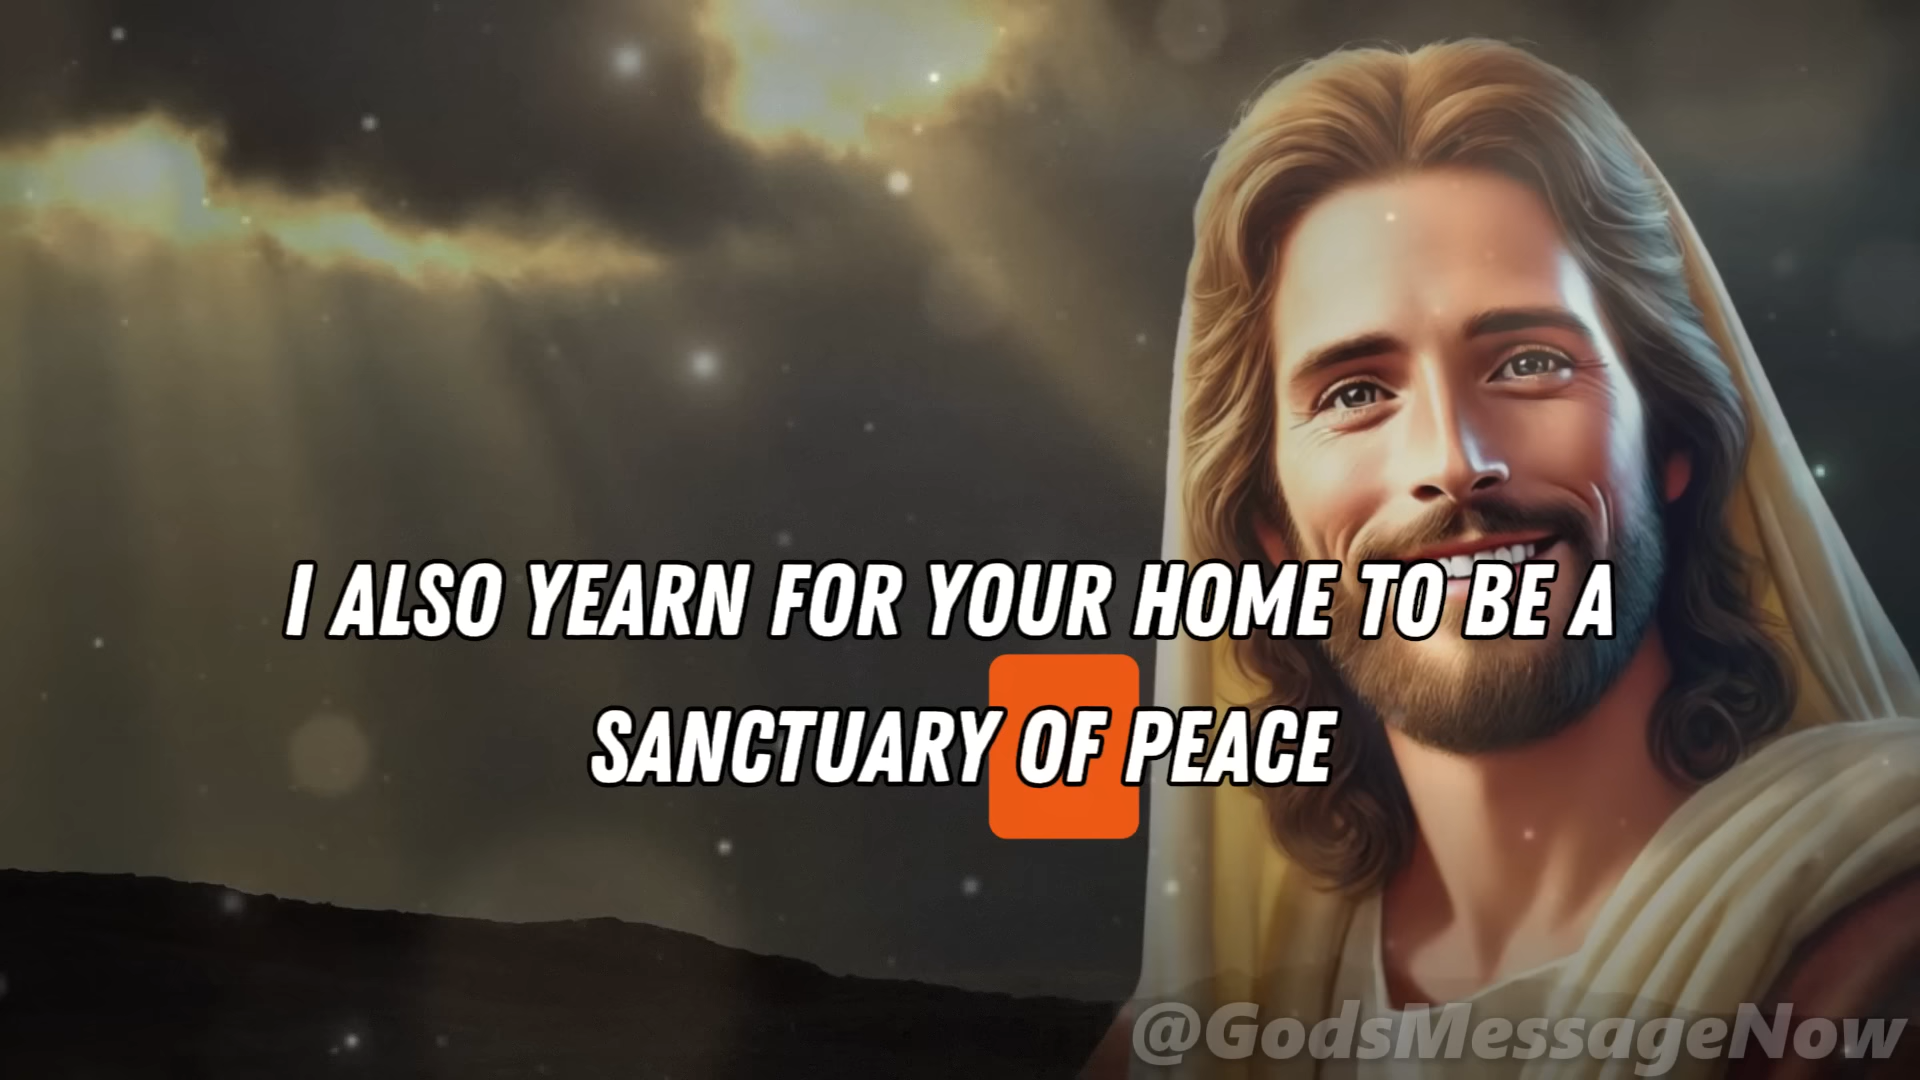 I ALSO YEARN FOR YOUR HOME TO BE A
SANCTUARY OF PEACE
@GodsMessageNow